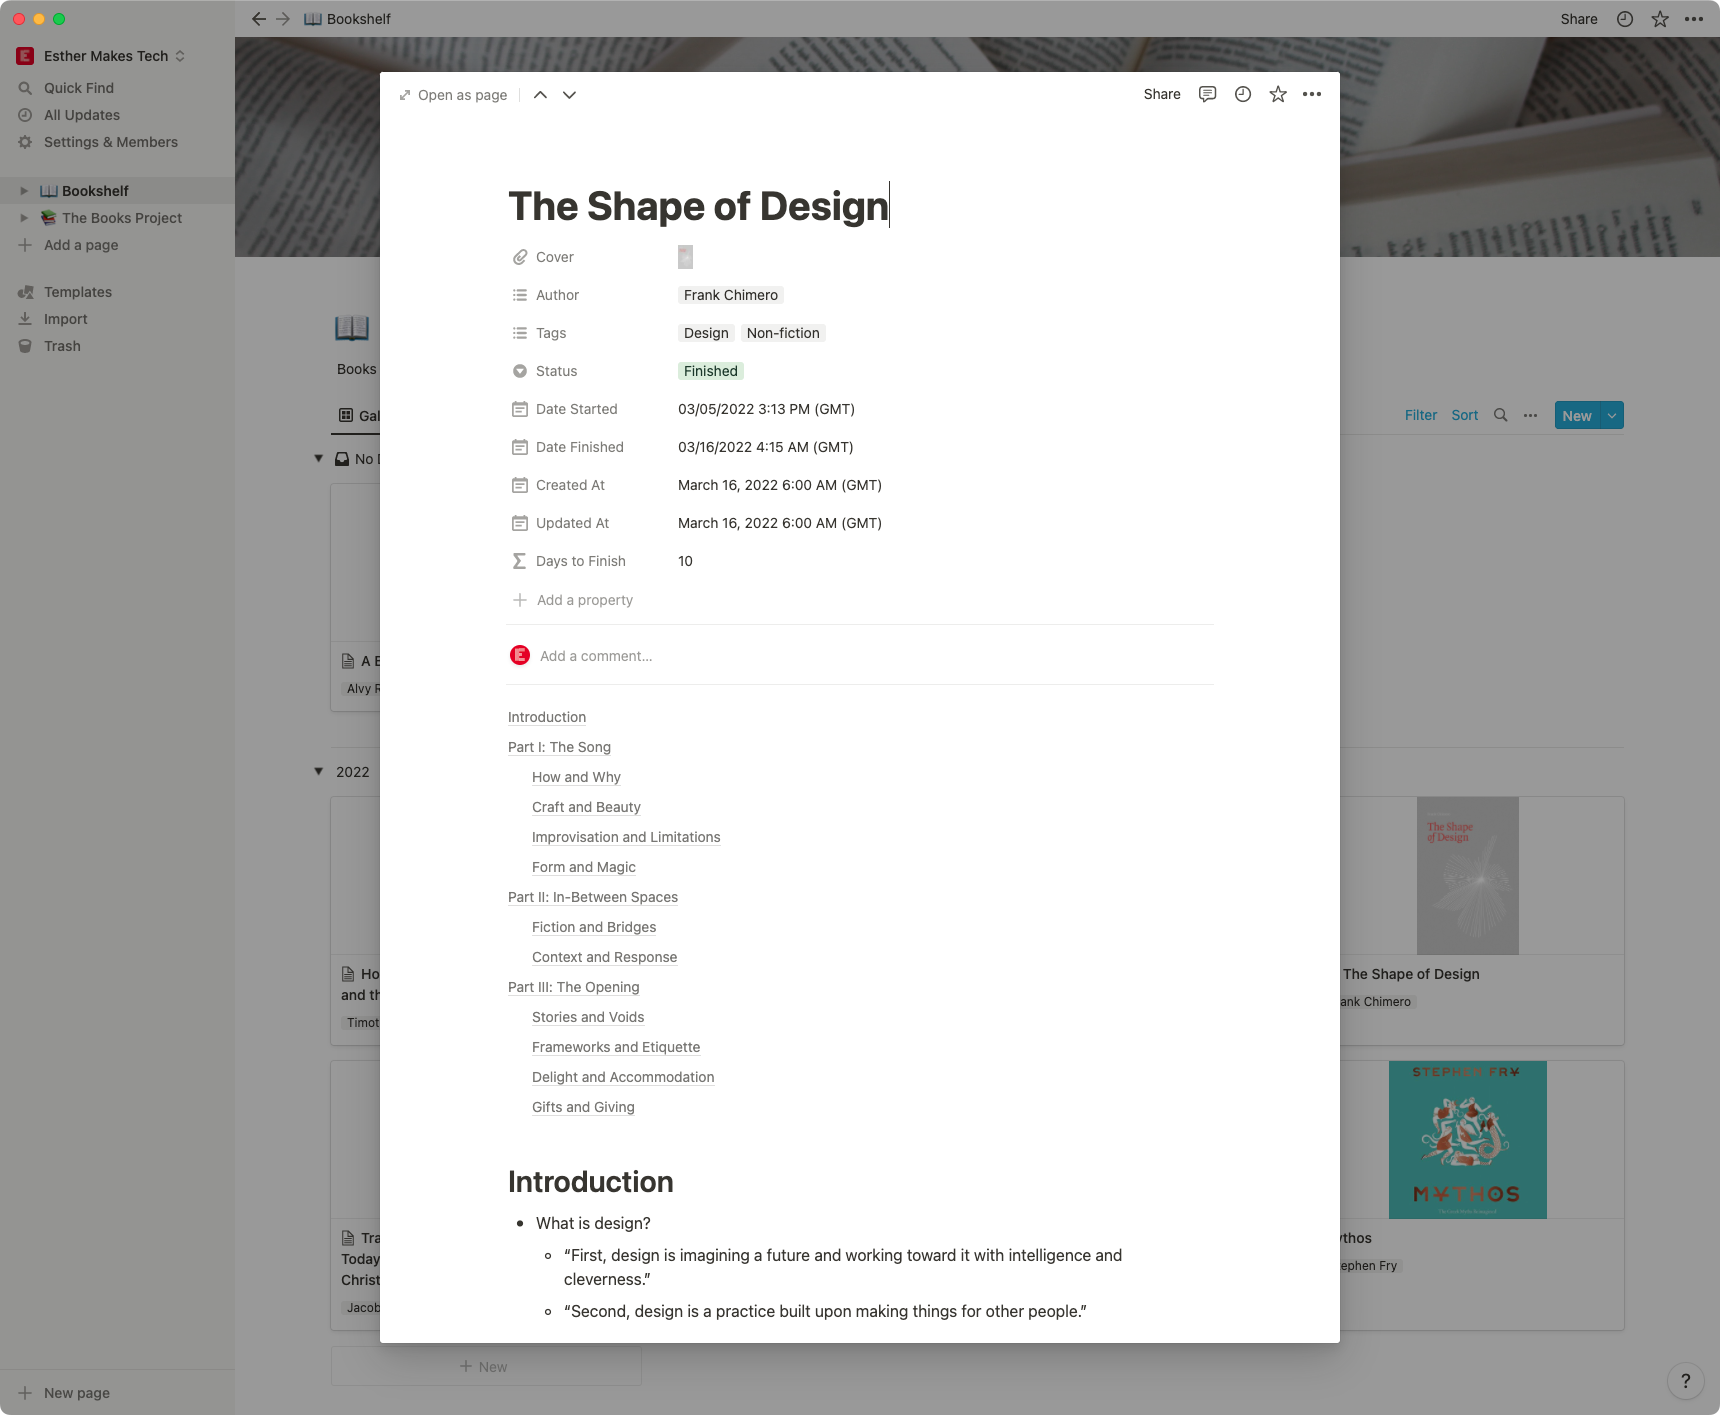 Bookshelf
Share
Esther Makes Tech
Quick Find
All Updates
Settings & Members
Bookshelf
The Books Project
Add a page
Templates
Import
Trash
New page
Books
Gal
Filter
Sort
New
No
2022
Alvy
Ho
and th
Timot
Tra
Today
Christ
Jacob
New
The Shape
of Design
The Shape of Design
ank Chimero
STEPHEN FRY
MYTHOS
The Greek Myths Reimagined
ythos
ephen Fry
?
Open as page
Share
The Shape of Design
Cover
Author
Frank Chimero
Tags
Design Non-fiction
Status
Finished
Date Started
03/05/2022 3:13 PM (GMT)
Date Finished
03/16/2022 4:15 AM (GMT)
Created At
March 16, 2022 6:00 AM (GMT)
Updated At
March 16, 2022 6:00 AM (GMT)
Days to Finish
10
Add a property
E
Add a comment...
Introduction
Part I: The Song
How and Why
Craft and Beauty
Improvisation and Limitations
Form and Magic
Part II: In-Between Spaces
Fiction and Bridges
Context and Response
Part III: The Opening
Stories and Voids
Frameworks and Etiquette
Delight and Accommodation
Gifts and Giving
Introduction
What is design?
“First, design is imagining a future and working toward it with intelligence and
cleverness.”
“Second, design is a practice built upon making things for other people.”